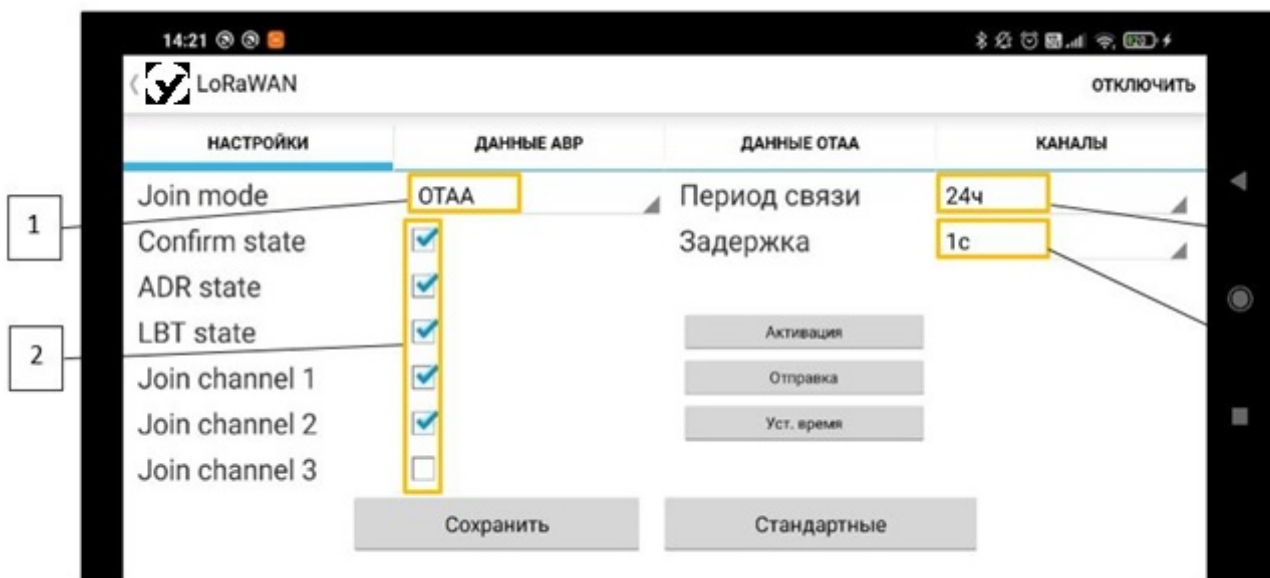 14:21
LoRaWAN
ОТКЛЮЧИТЬ
НАСТРОЙКИ
ДАННЫЕ АВР
ДАННЫЕ ОТАА
КАНАЛЫ
1
2
Join mode
OTAA
Период связи
24ч
Confirm state
Задержка
1с
ADR state
LBT state
Активация
Join channel 1
Отправка
Join channel 2
Уст. время
Join channel 3
Сохранить
Стандартные